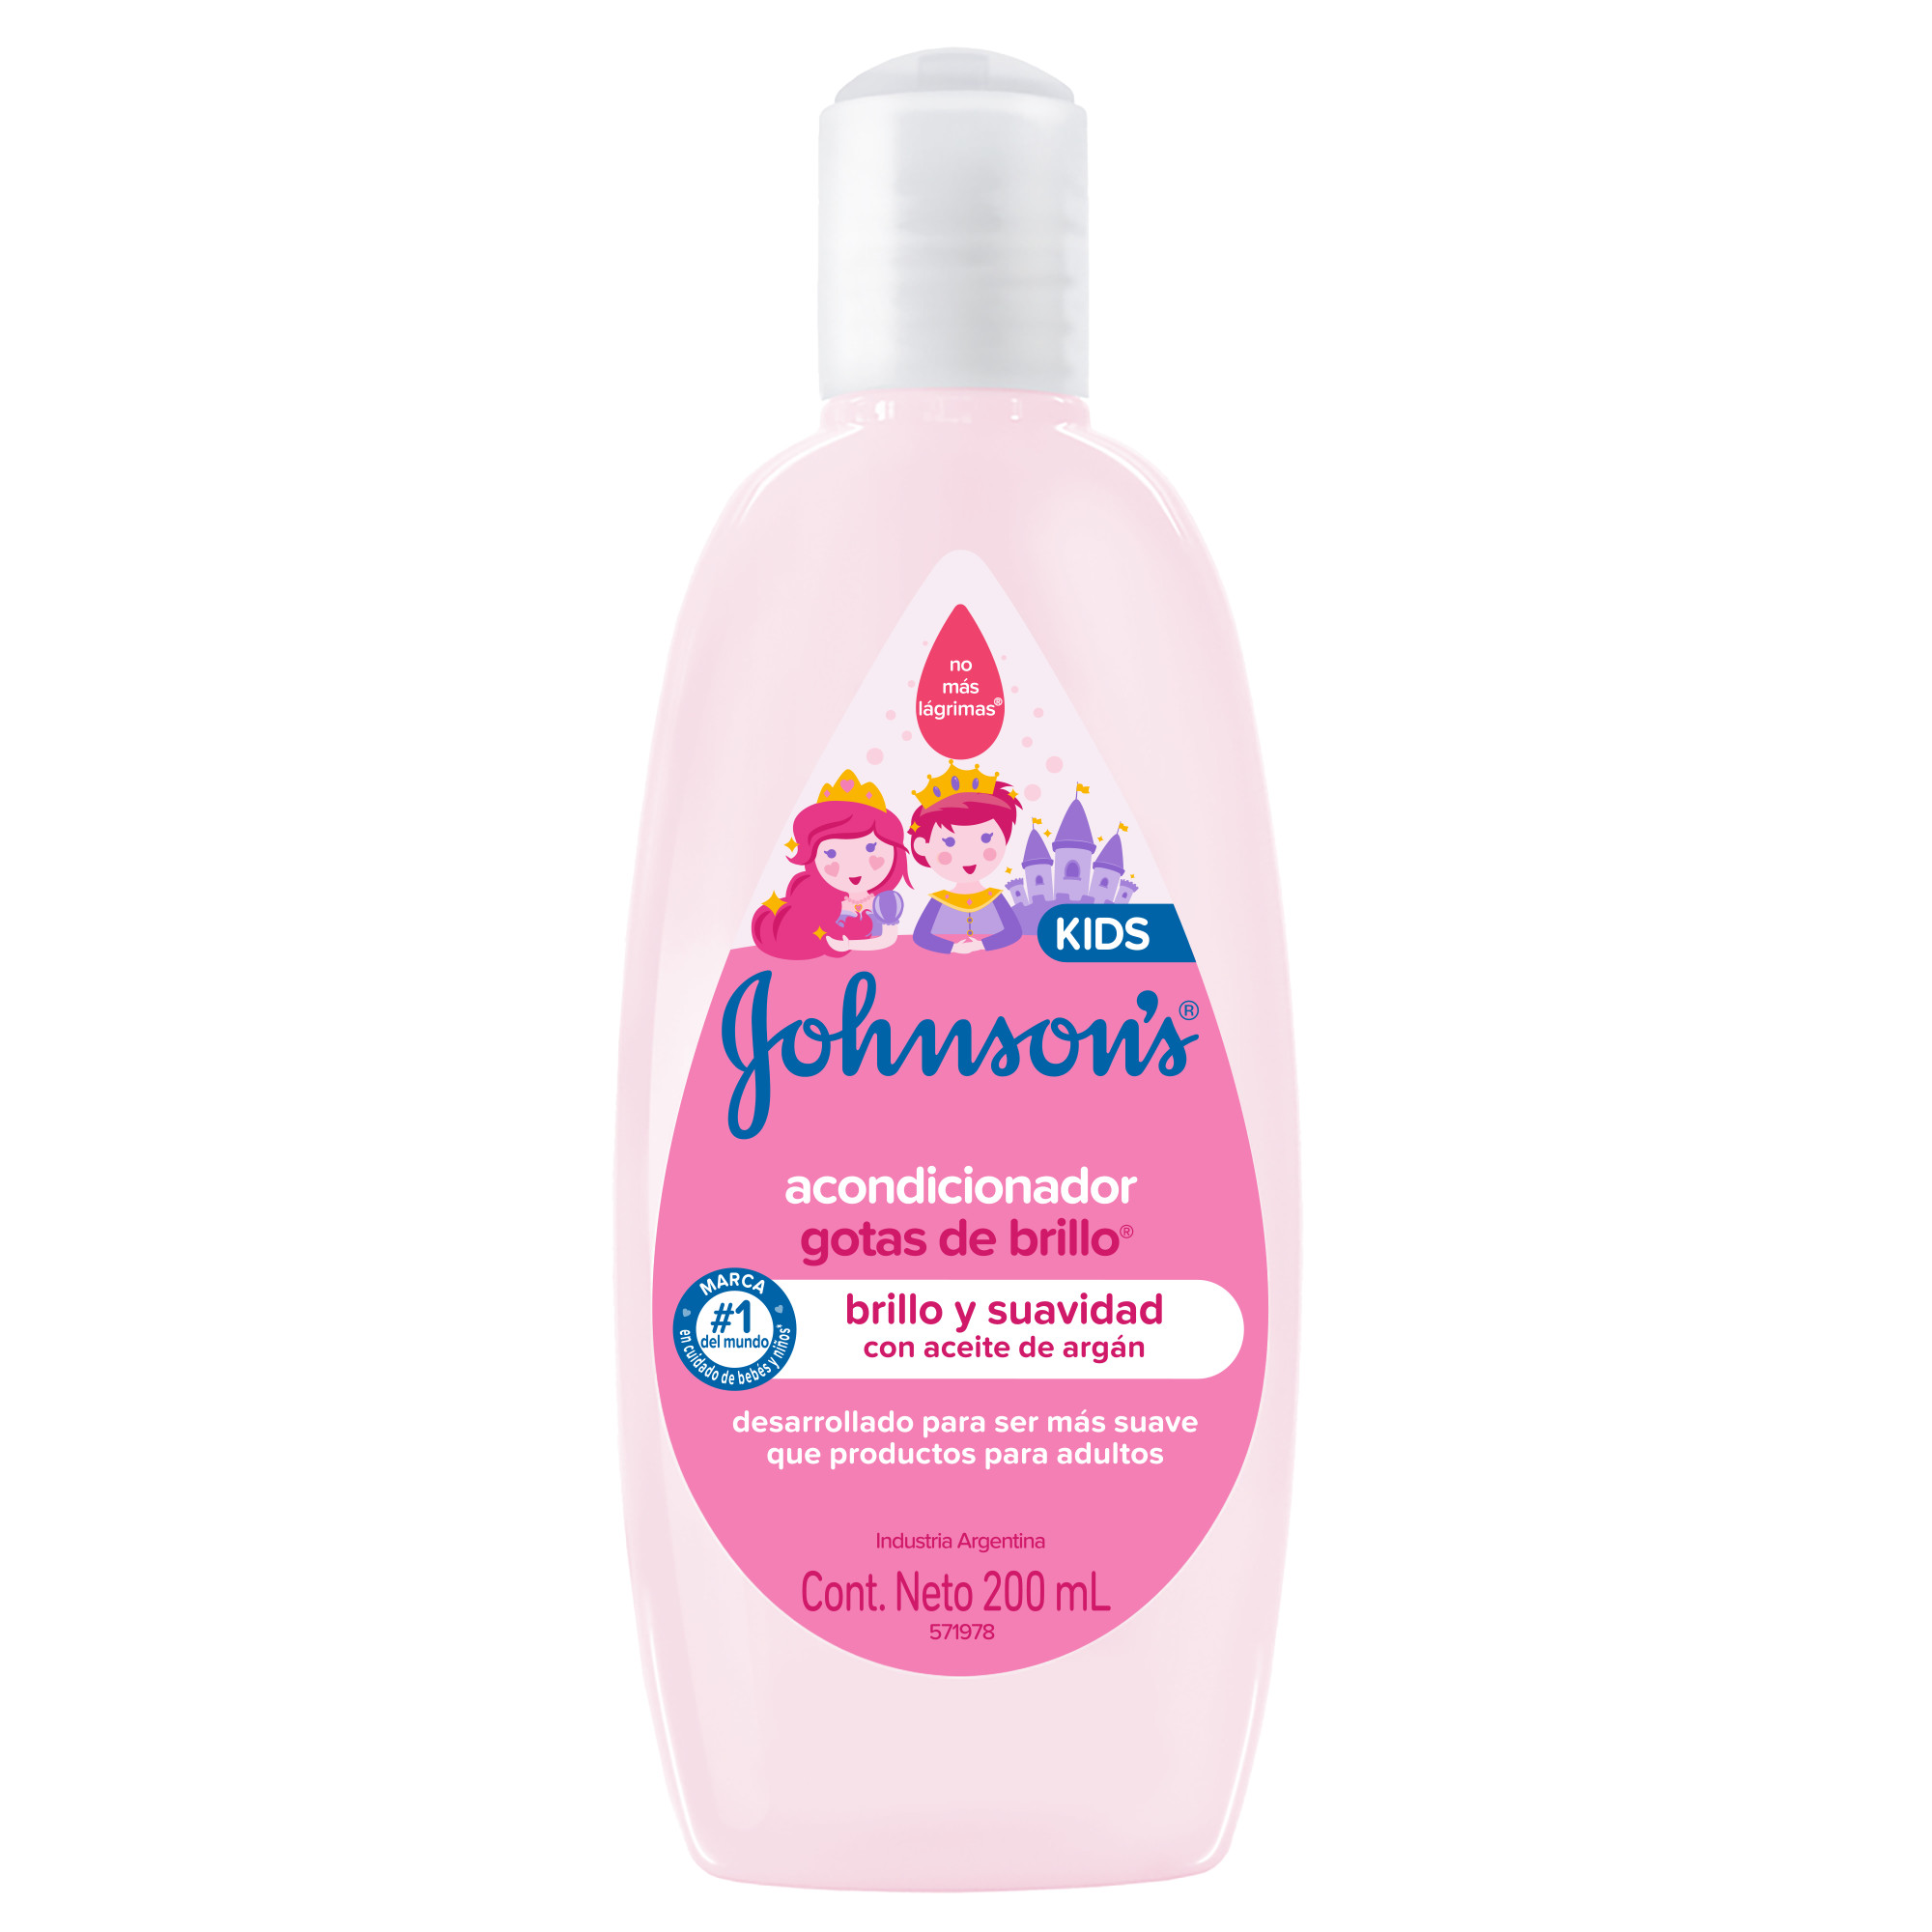 no
más
lágrimas®
KIDS
Johnson's®
acondicionador
gotas de brillo®
MARCA
#1
del mundo
en cuidado de bebés y niños*
brillo y suavidad
con aceite de argán
desarrollado para ser más suave
que productos para adultos
Industria Argentina
Cont. Neto 200 mL
571978